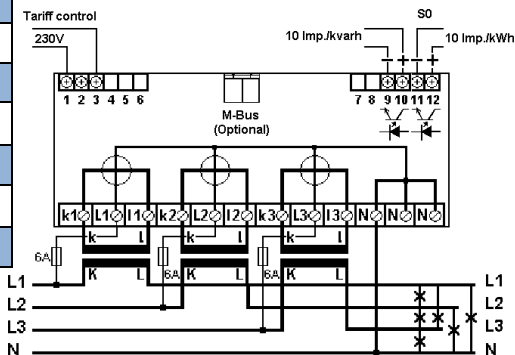 Tariff control
230V
S0
10 Imp./kvarh
10 Imp./kWh
- + - +
1 2 3 4 5 6
7 8 9 10 11 12
M-Bus
(Optional)
k1 L1 l1 k2 L2 l2 k3 L3 l3 N N N
k l k l k l
6A 6A 6A
K L K L K L
L1 L1
L2 L2
L3 L3
N N